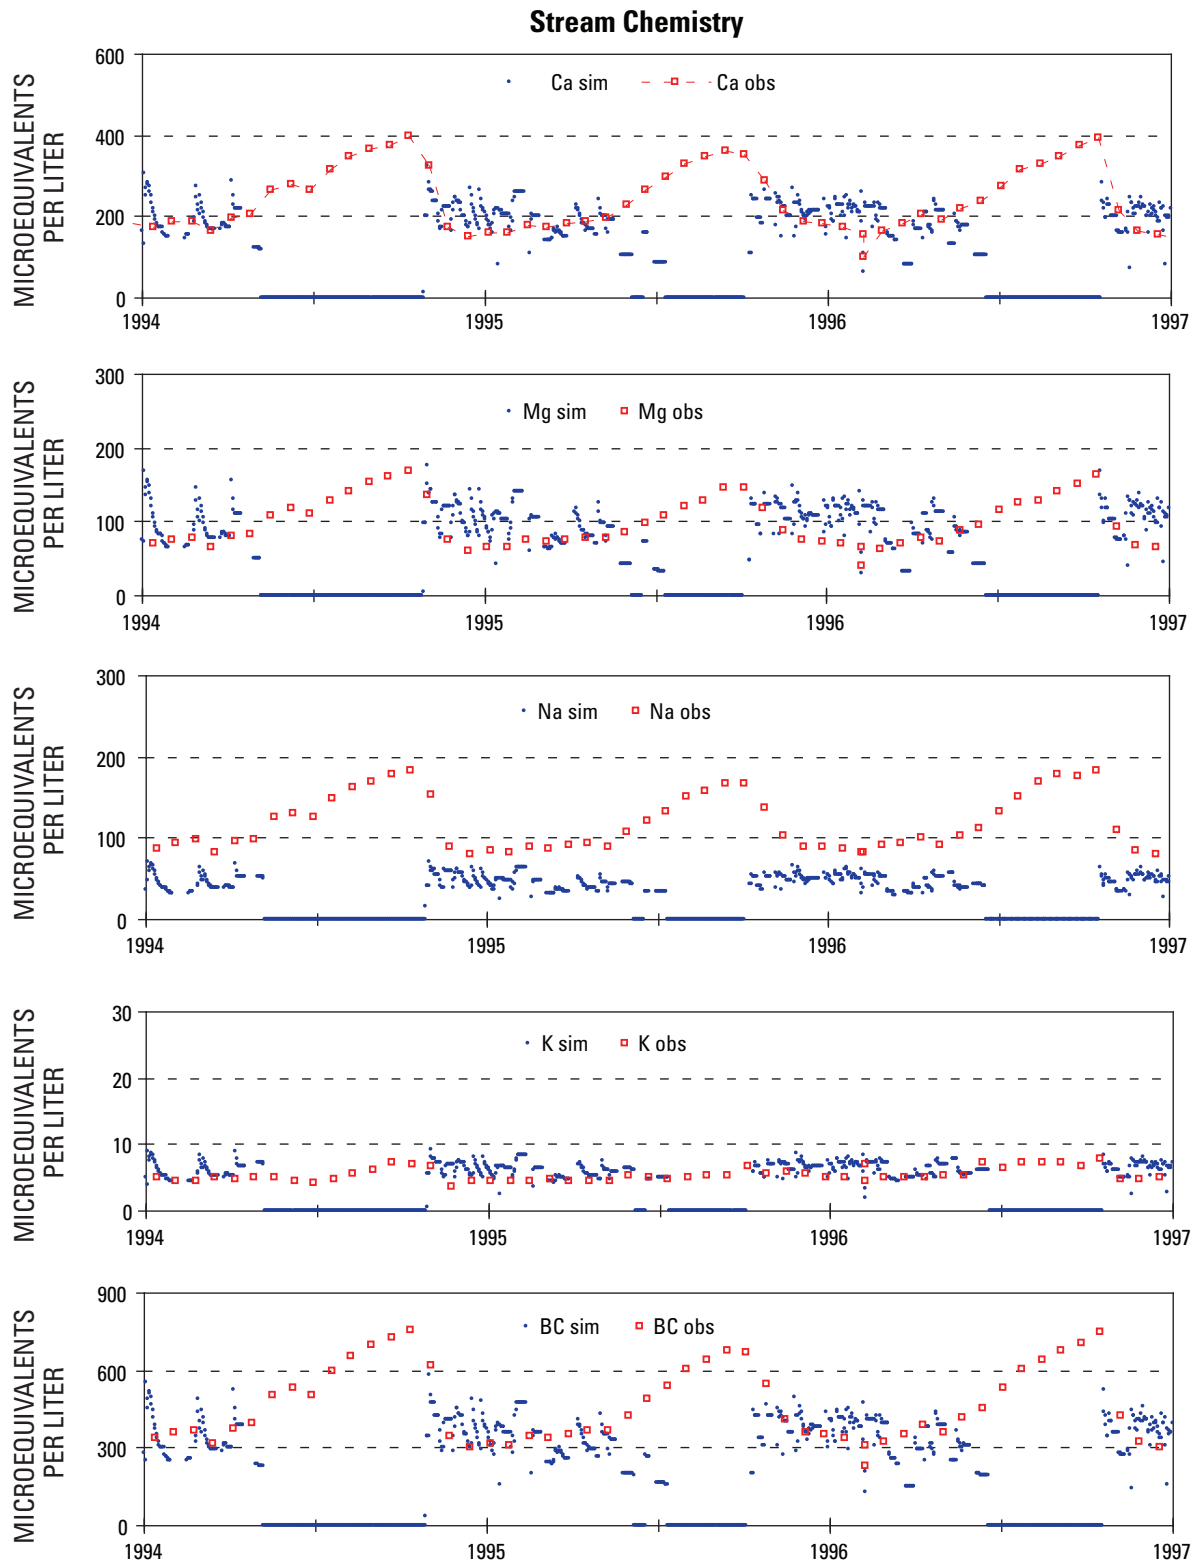 Stream Chemistry
MICROEQUIVALENTS
PER LITER
600
400
200
0
Ca sim
Ca obs
1994
1995
1996
1997
MICROEQUIVALENTS
PER LITER
300
200
100
0
Mg sim
Mg obs
1994
1995
1996
1997
MICROEQUIVALENTS
PER LITER
300
200
100
0
Na sim
Na obs
1994
1995
1996
1997
MICROEQUIVALENTS
PER LITER
30
20
10
0
K sim
K obs
1994
1995
1996
1997
MICROEQUIVALENTS
PER LITER
900
600
300
0
BC sim
BC obs
1994
1995
1996
1997